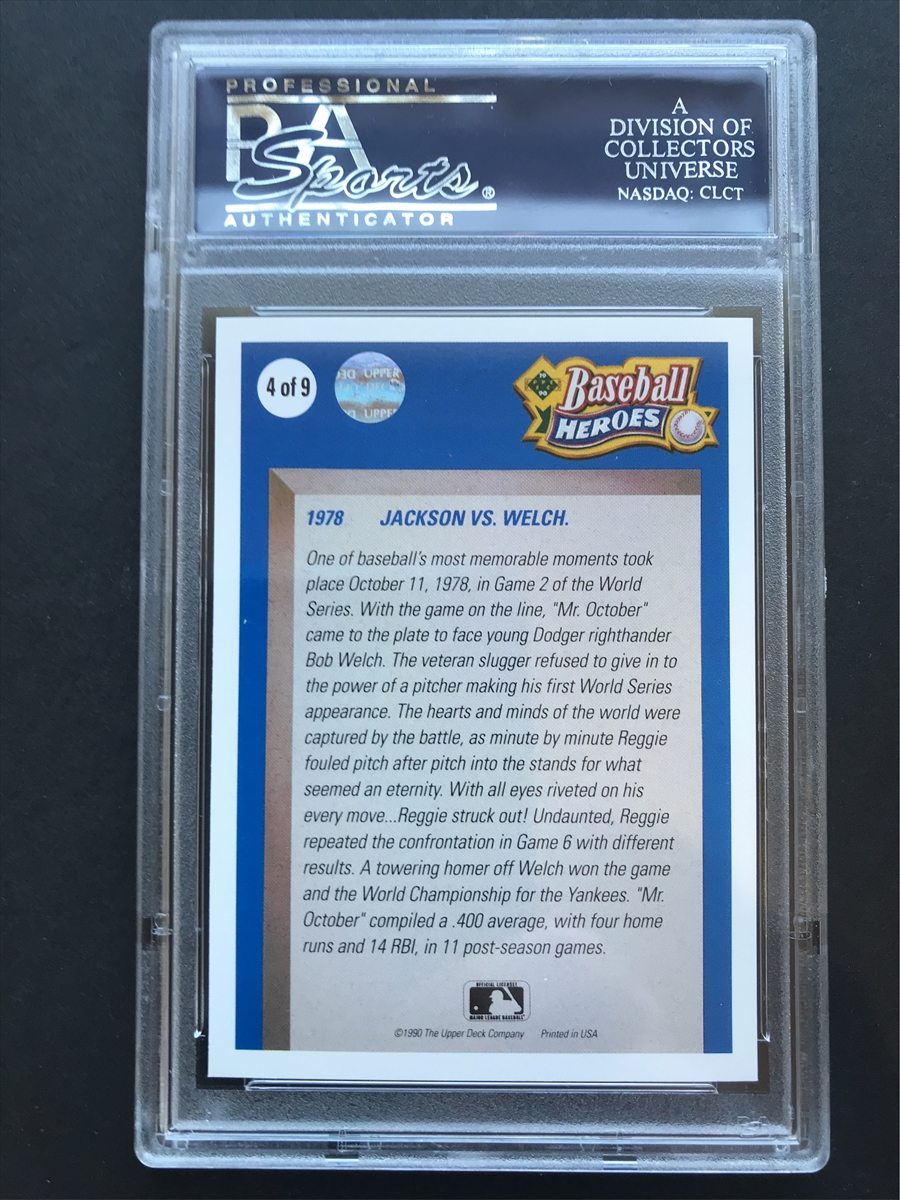 PROFESSIONAL
PSA
Sports®
AUTHENTICATOR
A
DIVISION OF
COLLECTORS
UNIVERSE
NASDAQ: CLCT
4 of 9
UPPER
UPPER
Baseball
HEROES
1978 JACKSON VS. WELCH.
One of baseball's most memorable moments took
place October 11, 1978, in Game 2 of the World
Series. With the game on the line, "Mr. October"
came to the plate to face young Dodger righthander
Bob Welch. The veteran slugger refused to give in to
the power of a pitcher making his first World Series
appearance. The hearts and minds of the world were
captured by the battle, as minute by minute Reggie
fouled pitch after pitch into the stands for what
seemed an eternity. With all eyes riveted on his
every move...Reggie struck out! Undaunted, Reggie
repeated the confrontation in Game 6 with different
results. A towering homer off Welch won the game
and the World Championship for the Yankees. "Mr.
October" compiled a .400 average, with four home
runs and 14 RBI, in 11 post-season games.
OFFICIAL LICENSEE
MAJOR LEAGUE BASEBALL
©1990 The Upper Deck Company Printed in USA